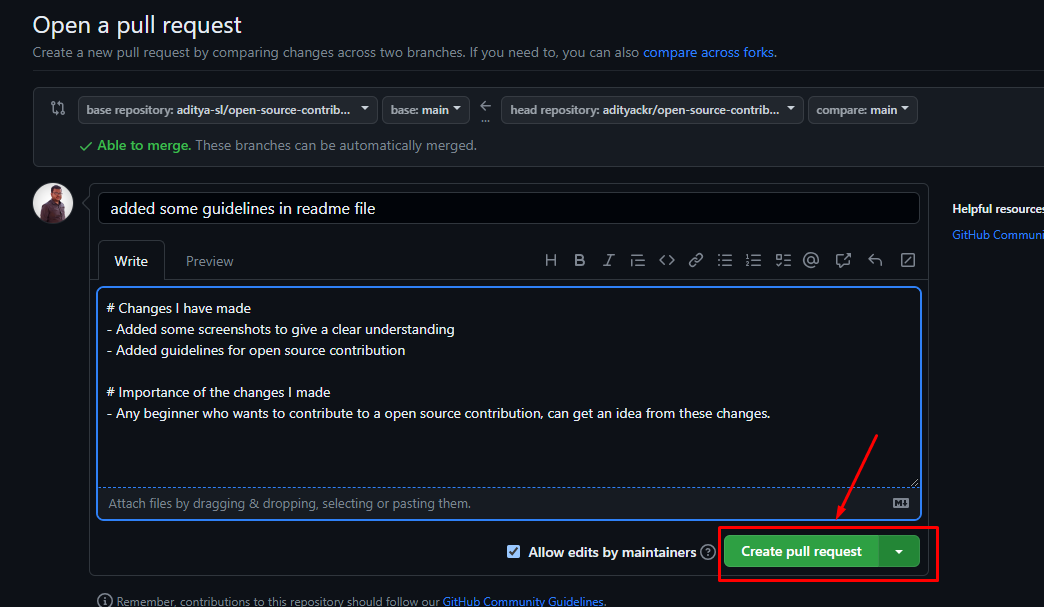 Open a pull request
Create a new pull request by comparing changes across two branches. If you need to, you can also compare across forks.
base repository: aditya-sl/open-source-contrib... base: main head repository: adityackr/open-source-contrib... compare: main
Able to merge. These branches can be automatically merged.
added some guidelines in readme file
Helpful resources
GitHub Communi
Write Preview
# Changes I have made
- Added some screenshots to give a clear understanding
- Added guidelines for open source contribution
# Importance of the changes I made
- Any beginner who wants to contribute to a open source contribution, can get an idea from these changes.
Attach files by dragging & dropping, selecting or pasting them.
Allow edits by maintainers
Create pull request
Remember, contributions to this repository should follow our GitHub Community Guidelines.